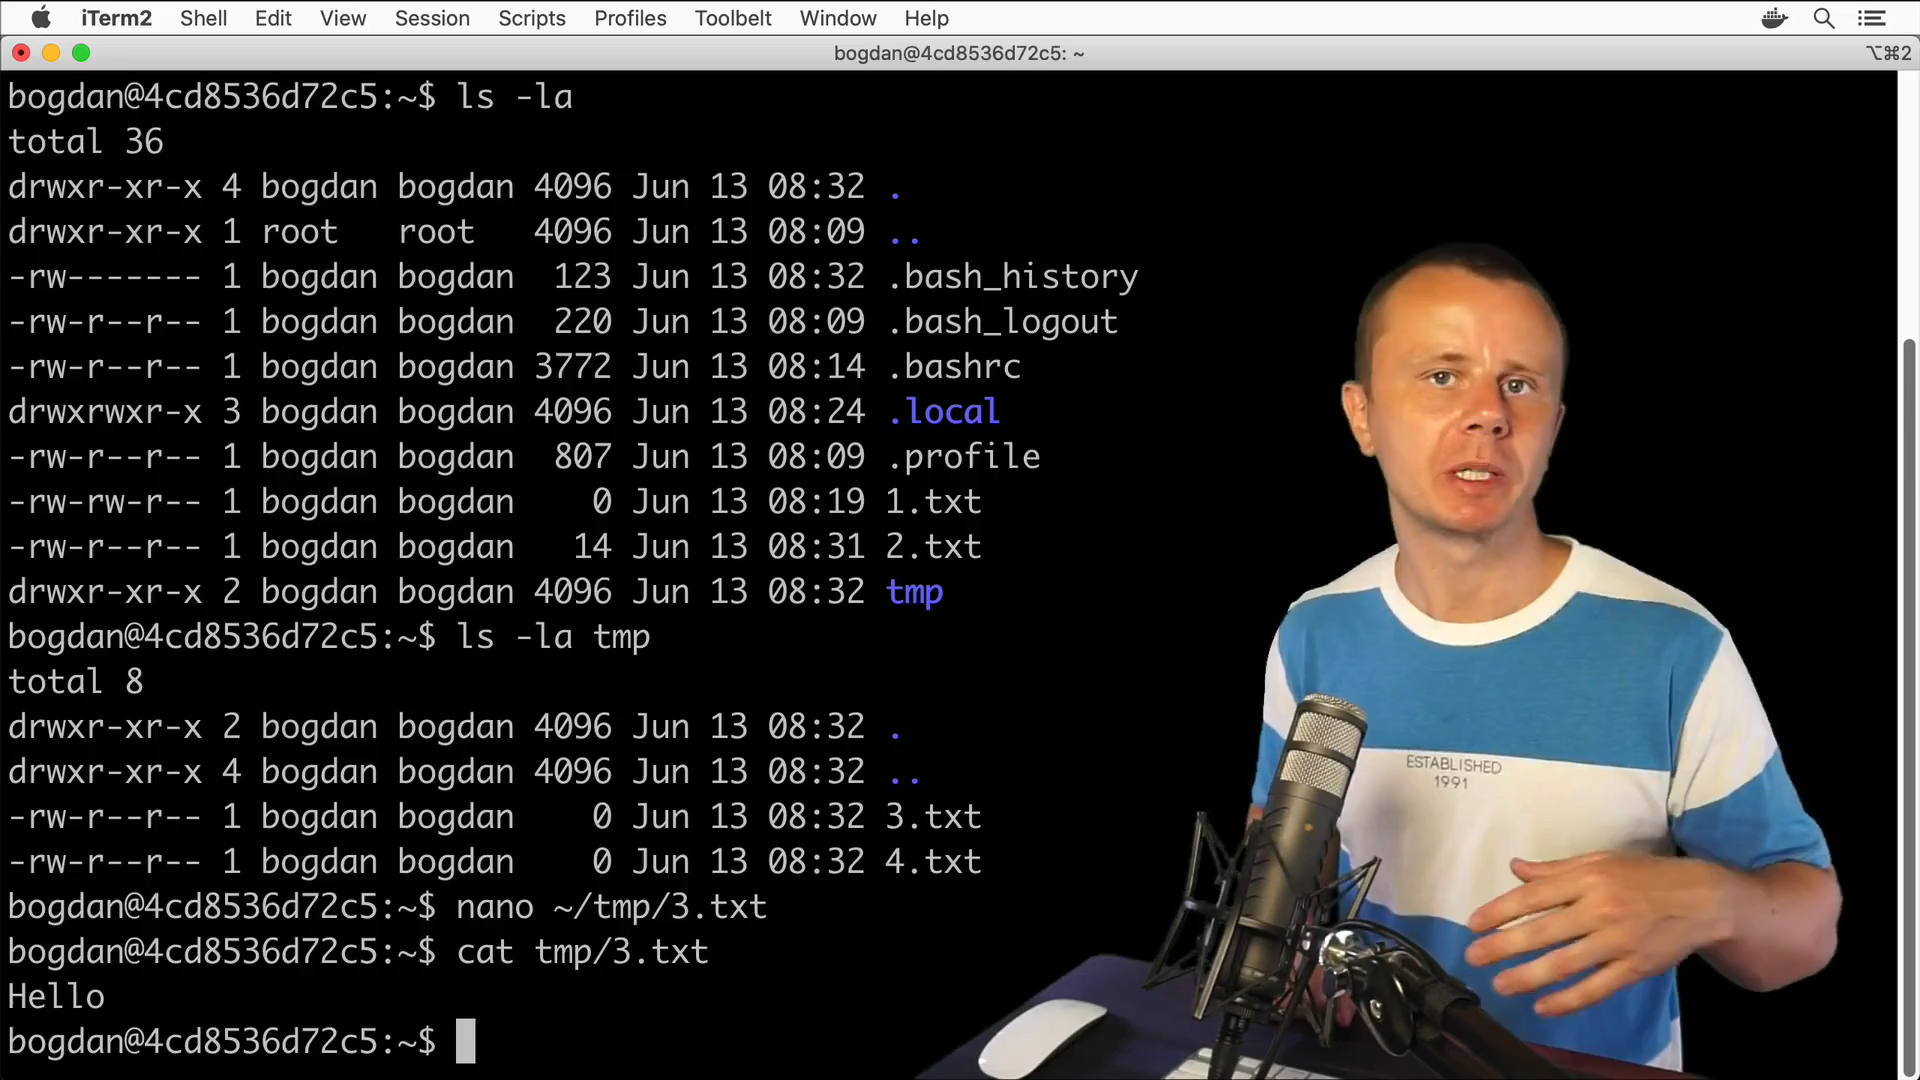 iTerm2 Shell Edit View Session Scripts Profiles Toolbelt Window Help
bogdan@4cd8536d72c5: ~ ⌥⌘2
bogdan@4cd8536d72c5:~$ ls -la
total 36
drwxr-xr-x 4 bogdan bogdan 4096 Jun 13 08:32 .
drwxr-xr-x 1 root   root   4096 Jun 13 08:09 ..
-rw------- 1 bogdan bogdan  123 Jun 13 08:32 .bash_history
-rw-r--r-- 1 bogdan bogdan  220 Jun 13 08:09 .bash_logout
-rw-r--r-- 1 bogdan bogdan 3772 Jun 13 08:14 .bashrc
drwxrwxr-x 3 bogdan bogdan 4096 Jun 13 08:24 .local
-rw-r--r-- 1 bogdan bogdan  807 Jun 13 08:09 .profile
-rw-rw-r-- 1 bogdan bogdan    0 Jun 13 08:19 1.txt
-rw-r--r-- 1 bogdan bogdan   14 Jun 13 08:31 2.txt
drwxr-xr-x 2 bogdan bogdan 4096 Jun 13 08:32 tmp
bogdan@4cd8536d72c5:~$ ls -la tmp
total 8
drwxr-xr-x 2 bogdan bogdan 4096 Jun 13 08:32 .
drwxr-xr-x 4 bogdan bogdan 4096 Jun 13 08:32 ..
-rw-r--r-- 1 bogdan bogdan    0 Jun 13 08:32 3.txt
-rw-r--r-- 1 bogdan bogdan    0 Jun 13 08:32 4.txt
bogdan@4cd8536d72c5:~$ nano ~/tmp/3.txt
bogdan@4cd8536d72c5:~$ cat tmp/3.txt
Hello
bogdan@4cd8536d72c5:~$
ESTABLISHED
1991